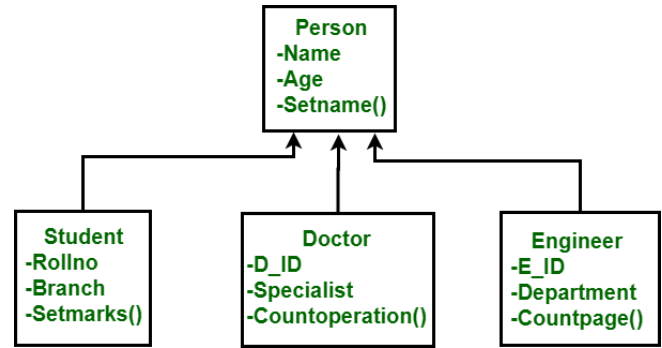 Person
-Name
-Age
-Setname()
Student
-Rollno
-Branch
-Setmarks()
Doctor
-D_ID
-Specialist
-Countoperation()
Engineer
-E_ID
-Department
-Countpage()